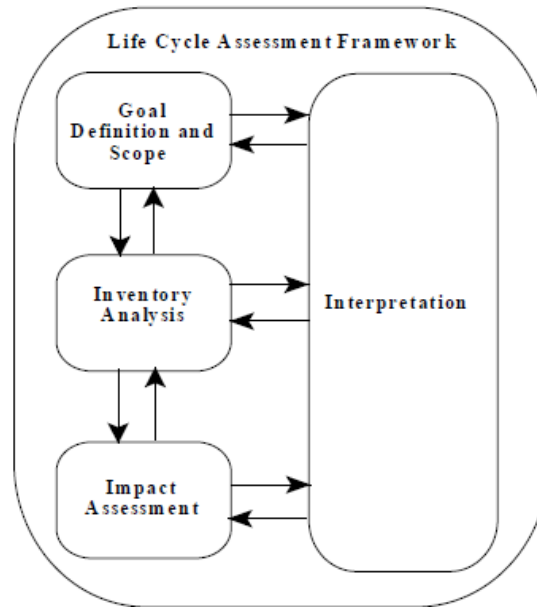 Life Cycle Assessment Framework
Goal
Definition and
Scope
Inventory
Analysis
Interpretation
Impact
Assessment